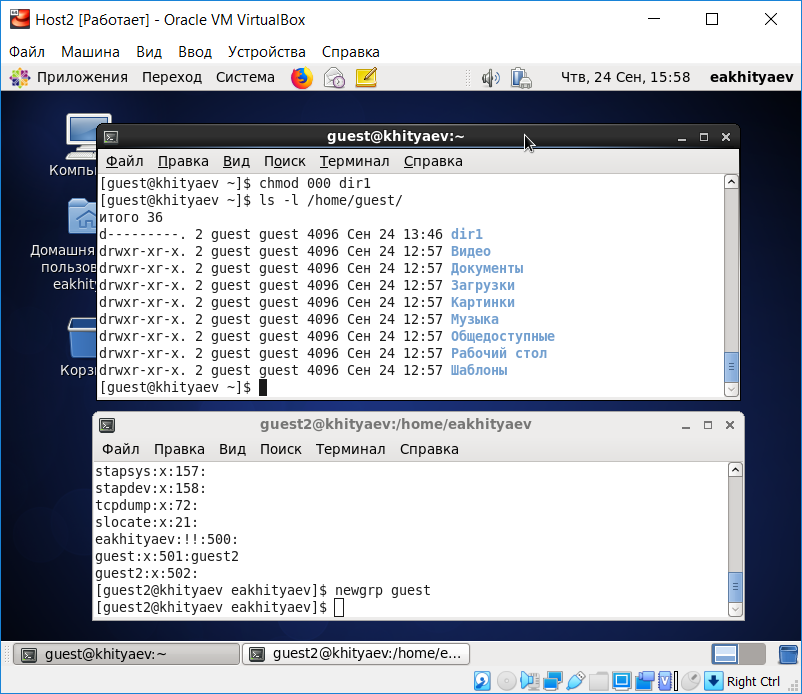 Host2 [Работает] - Oracle VM VirtualBox
Файл Машина Вид Ввод Устройства Справка
Приложения Переход Система Чтв, 24 Сен, 15:58 eakhityaev
Компь
Домашня
пользов
eakhity
Корзи
guest@khityaev:~
Файл Правка Вид Поиск Терминал Справка
[guest@khityaev ~]$ chmod 000 dir1
[guest@khityaev ~]$ ls -l /home/guest/
итого 36
d---------. 2 guest guest 4096 Сен 24 13:46 dir1
drwxr-xr-x. 2 guest guest 4096 Сен 24 12:57 Видео
drwxr-xr-x. 2 guest guest 4096 Сен 24 12:57 Документы
drwxr-xr-x. 2 guest guest 4096 Сен 24 12:57 Загрузки
drwxr-xr-x. 2 guest guest 4096 Сен 24 12:57 Картинки
drwxr-xr-x. 2 guest guest 4096 Сен 24 12:57 Музыка
drwxr-xr-x. 2 guest guest 4096 Сен 24 12:57 Общедоступные
drwxr-xr-x. 2 guest guest 4096 Сен 24 12:57 Рабочий стол
drwxr-xr-x. 2 guest guest 4096 Сен 24 12:57 Шаблоны
[guest@khityaev ~]$
guest2@khityaev:/home/eakhityaev
Файл Правка Вид Поиск Терминал Справка
stapsys:x:157:
stapdev:x:158:
tcpdump:x:72:
slocate:x:21:
eakhityaev:!!:500:
guest:x:501:guest2
guest2:x:502:
[guest2@khityaev eakhityaev]$ newgrp guest
[guest2@khityaev eakhityaev]$
guest@khityaev:~ guest2@khityaev:/home/e...
Right Ctrl